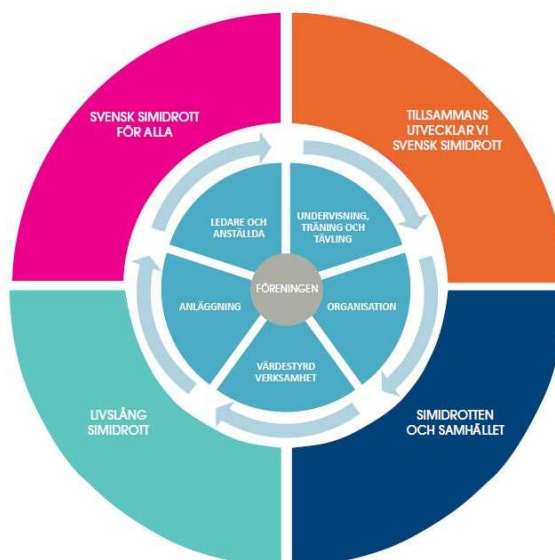 SVENSK SIMIDROTT
FÖR ALLA
TILLSAMMANS
UTVECKLAR VI
SVENSK SIMIDROTT
LEDARE OCH
ANSTÄLLDA
UNDERVISNING,
TRÄNING OCH
TÄVLING
FÖRENINGEN
ANLÄGGNING
ORGANISATION
VÄRDESTYRD
VERKSAMHET
LIVSLÅNG
SIMIDROTT
SIMIDROTTEN
OCH SAMHÄLLET